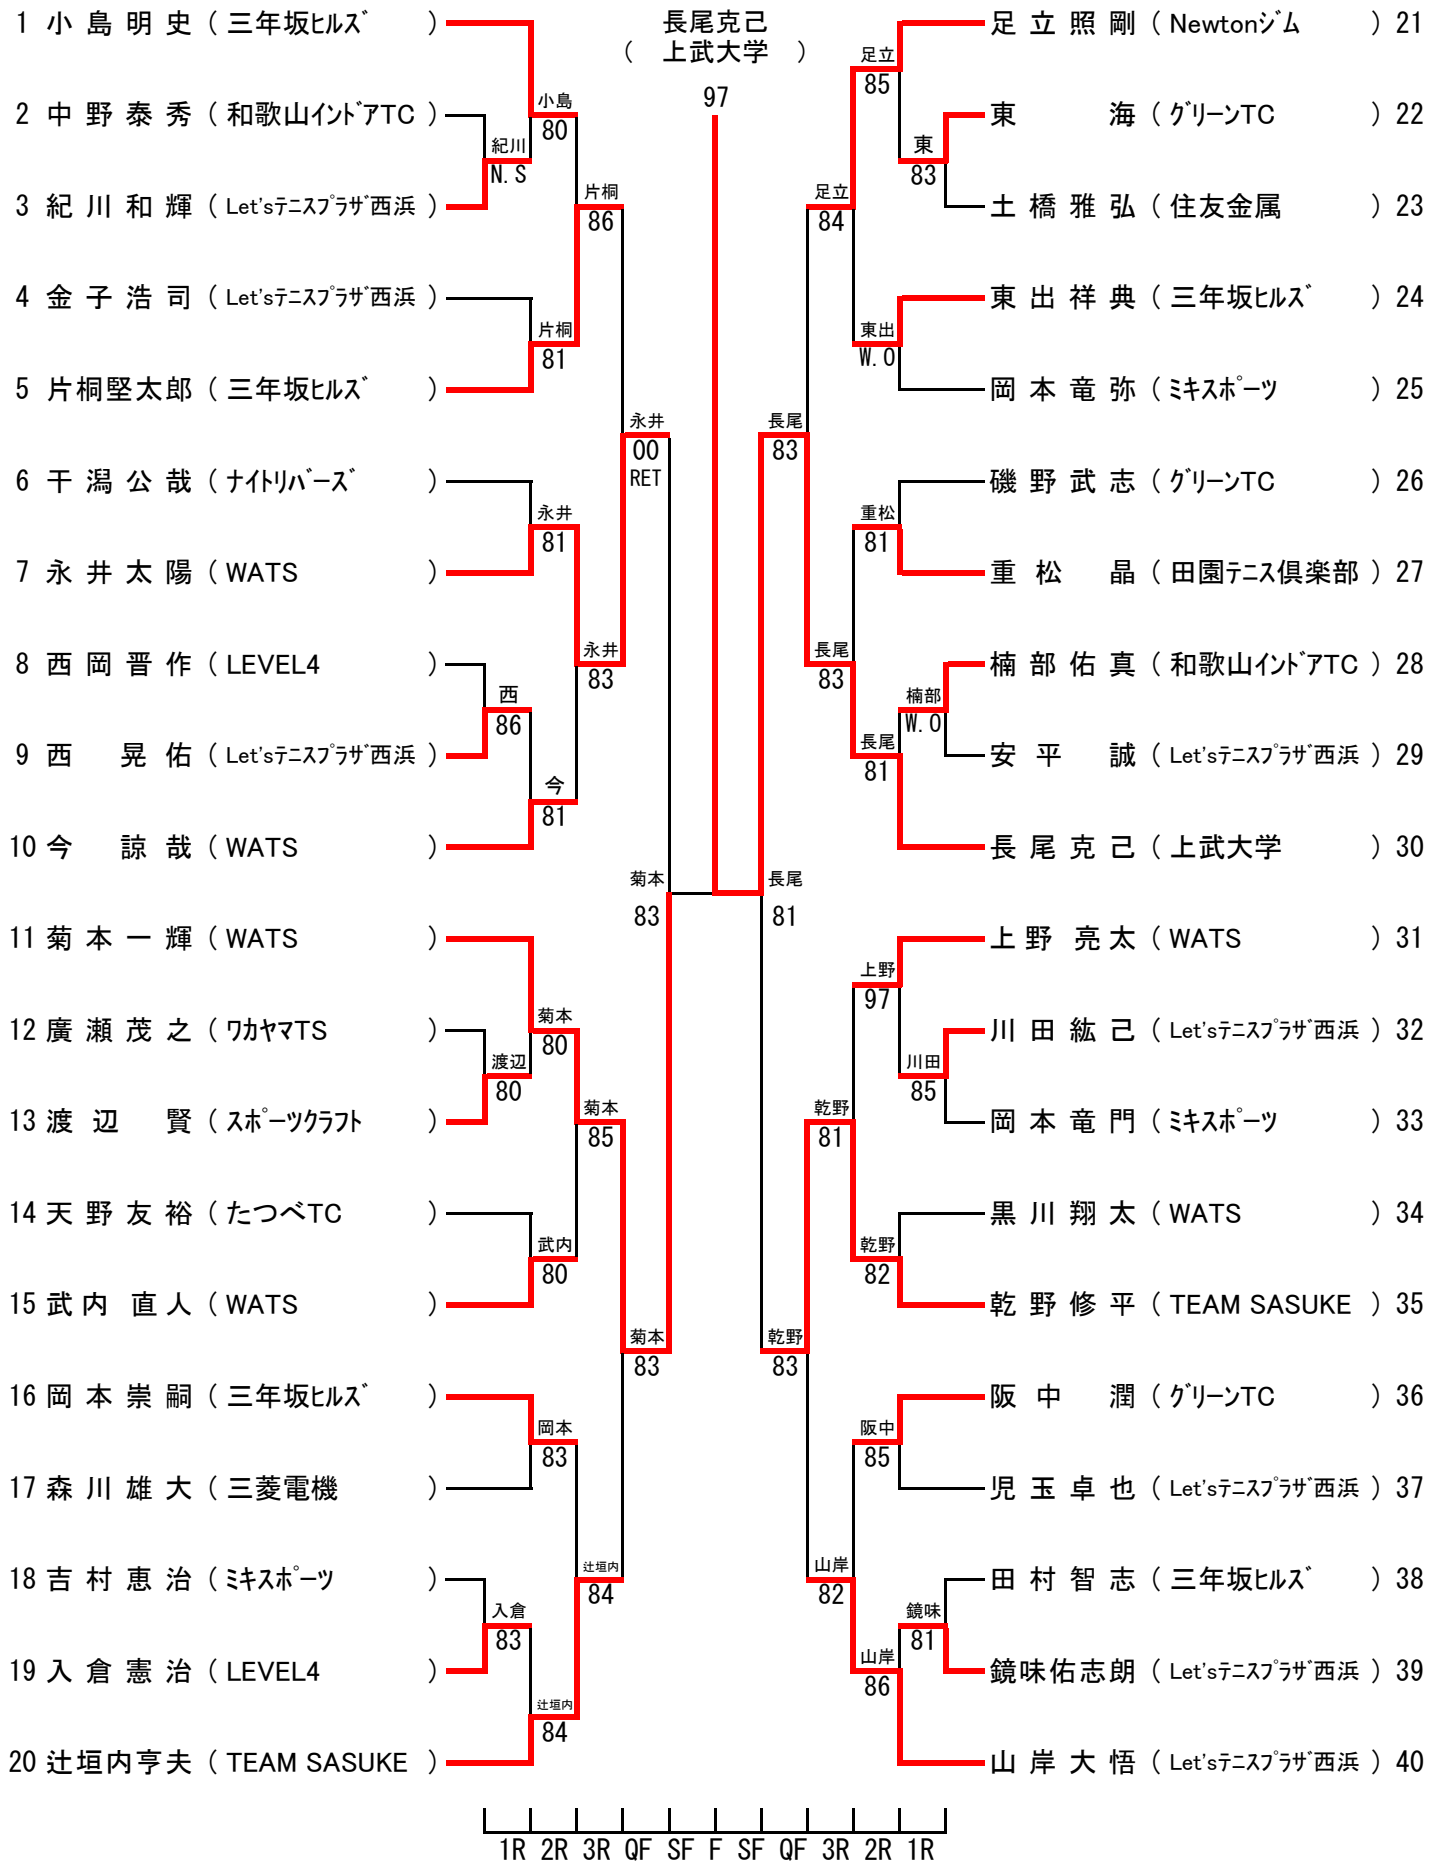 長尾克己
( 上武大学 )
97
1 小島明史 ( 三年坂ﾋﾙｽﾞ )
2 中野泰秀 ( 和歌山ｲﾝﾄﾞｱTC )
3 紀川和輝 ( Let'sﾃﾆｽﾌﾟﾗｻﾞ西浜 )
4 金子浩司 ( Let'sﾃﾆｽﾌﾟﾗｻﾞ西浜 )
5 片桐堅太郎 ( 三年坂ﾋﾙｽﾞ )
6 干潟公哉 ( ﾅｲﾄﾘﾊﾞｰｽﾞ )
7 永井太陽 ( WATS )
8 西岡晋作 ( LEVEL4 )
9 西 晃佑 ( Let'sﾃﾆｽﾌﾟﾗｻﾞ西浜 )
10 今 諒哉 ( WATS )
11 菊本一輝 ( WATS )
12 廣瀬茂之 ( ﾜｶﾔﾏTS )
13 渡辺 賢 ( ｽﾎﾟｰﾂｸﾗﾌﾄ )
14 天野友裕 ( たつべTC )
15 武内直人 ( WATS )
16 岡本崇嗣 ( 三年坂ﾋﾙｽﾞ )
17 森川雄大 ( 三菱電機 )
18 吉村恵治 ( ﾐｷｽﾎﾟｰﾂ )
19 入倉憲治 ( LEVEL4 )
20 辻垣内亨夫 ( TEAM SASUKE )
紀川
N.S
西
86
渡辺
80
入倉
83
小島
80
片桐
81
永井
81
今
81
菊本
80
武内
80
岡本
83
辻垣内
84
片桐
86
永井
83
菊本
85
辻垣内
84
永井
00
RET
菊本
83
菊本
83
長尾
81
長尾
83
乾野
83
足立
84
長尾
83
乾野
81
山岸
82
足立
85
東出
W.O
重松
81
長尾
81
上野
97
乾野
82
阪中
85
山岸
86
東
83
楠部
W.O
川田
85
鏡味
81
足立照剛 ( Newtonｼﾞﾑ ) 21
東 海 ( ｸﾞﾘｰﾝTC ) 22
土橋雅弘 ( 住友金属 ) 23
東出祥典 ( 三年坂ﾋﾙｽﾞ ) 24
岡本竜弥 ( ﾐｷｽﾎﾟｰﾂ ) 25
磯野武志 ( ｸﾞﾘｰﾝTC ) 26
重松 晶 ( 田園ﾃﾆｽ倶楽部 ) 27
楠部佑真 ( 和歌山ｲﾝﾄﾞｱTC ) 28
安平 誠 ( Let'sﾃﾆｽﾌﾟﾗｻﾞ西浜 ) 29
長尾克己 ( 上武大学 ) 30
上野亮太 ( WATS ) 31
川田紘己 ( Let'sﾃﾆｽﾌﾟﾗｻﾞ西浜 ) 32
岡本竜門 ( ﾐｷｽﾎﾟｰﾂ ) 33
黒川翔太 ( WATS ) 34
乾野修平 ( TEAM SASUKE ) 35
阪中 潤 ( ｸﾞﾘｰﾝTC ) 36
児玉卓也 ( Let'sﾃﾆｽﾌﾟﾗｻﾞ西浜 ) 37
田村智志 ( 三年坂ﾋﾙｽﾞ ) 38
鏡味佑志朗 ( Let'sﾃﾆｽﾌﾟﾗｻﾞ西浜 ) 39
山岸大悟 ( Let'sﾃﾆｽﾌﾟﾗｻﾞ西浜 ) 40
1R 2R 3R QF SF F SF QF 3R 2R 1R